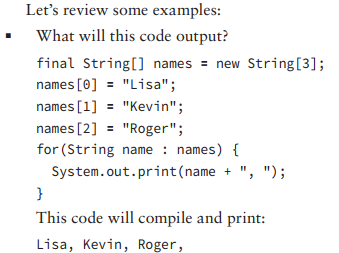 Let's review some examples:
▪ What will this code output?
final String[] names = new String[3];
names[0] = "Lisa";
names[1] = "Kevin";
names[2] = "Roger";
for(String name : names) {
  System.out.print(name + ", ");
}
This code will compile and print:
Lisa, Kevin, Roger,